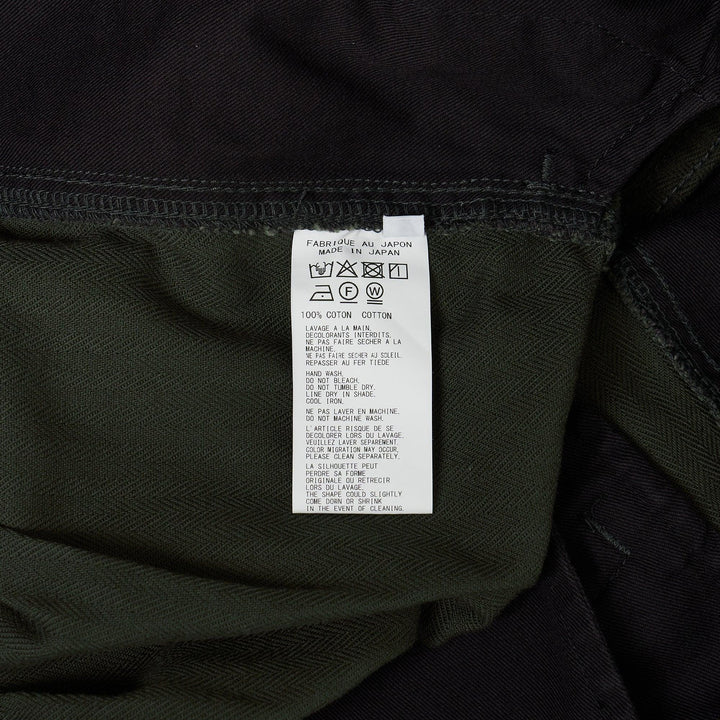 FABRIQUE AU JAPON
MADE IN JAPAN
F W
100% COTON COTTON
LAVAGE A LA MAIN.
DECOLORANTS INTERDITS.
NE PAS FAIRE SECHER A LA
MACHINE.
NE PAS FAIRE SECHER AU SOLEIL.
REPASSER AU FER TIEDE
HAND WASH.
DO NOT BLEACH.
DO NOT TUMBLE DRY.
LINE DRY IN SHADE.
COOL IRON.
NE PAS LAVER EN MACHINE.
DO NOT MACHINE WASH.
L'ARTICLE RISQUE DE SE
DECOLORER LORS DU LAVAGE.
VEUILLEZ LAVER SEPAREMENT.
COLOR MIGRATION MAY OCCUR,
PLEASE CLEAN SEPARATELY.
LA SILHOUETTE PEUT
PERDRE SA FORME
ORIGINALE OU RETRECIR
LORS DU LAVAGE.
THE SHAPE COULD SLIGHTLY
COME DOWN OR SHRINK
IN THE EVENT OF CLEANING.